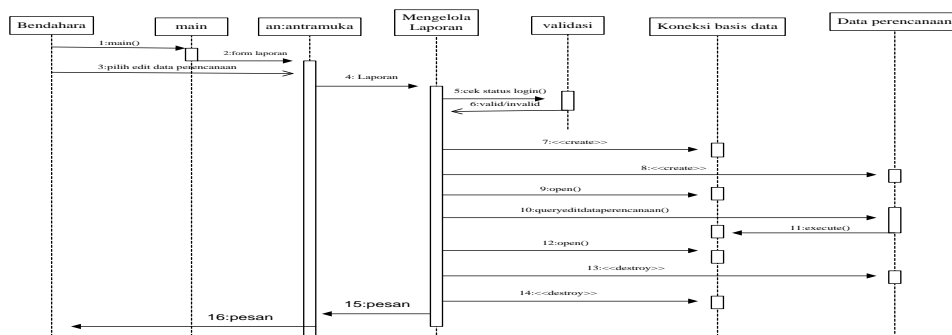 Bendahara
main
an:antramuka
Mengelola
Laporan
validasi
Koneksi basis data
Data perencanaan
1:main()
2:form laporan
3:pilih edit data perencanaan
4: Laporan
5:cek status login()
6:valid/invalid
7:<<create>>
8:<<create>>
9:open()
10:queryeditdataperencanaan()
11:execute()
12:open()
13:<<destroy>>
14:<<destroy>>
15:pesan
16:pesan